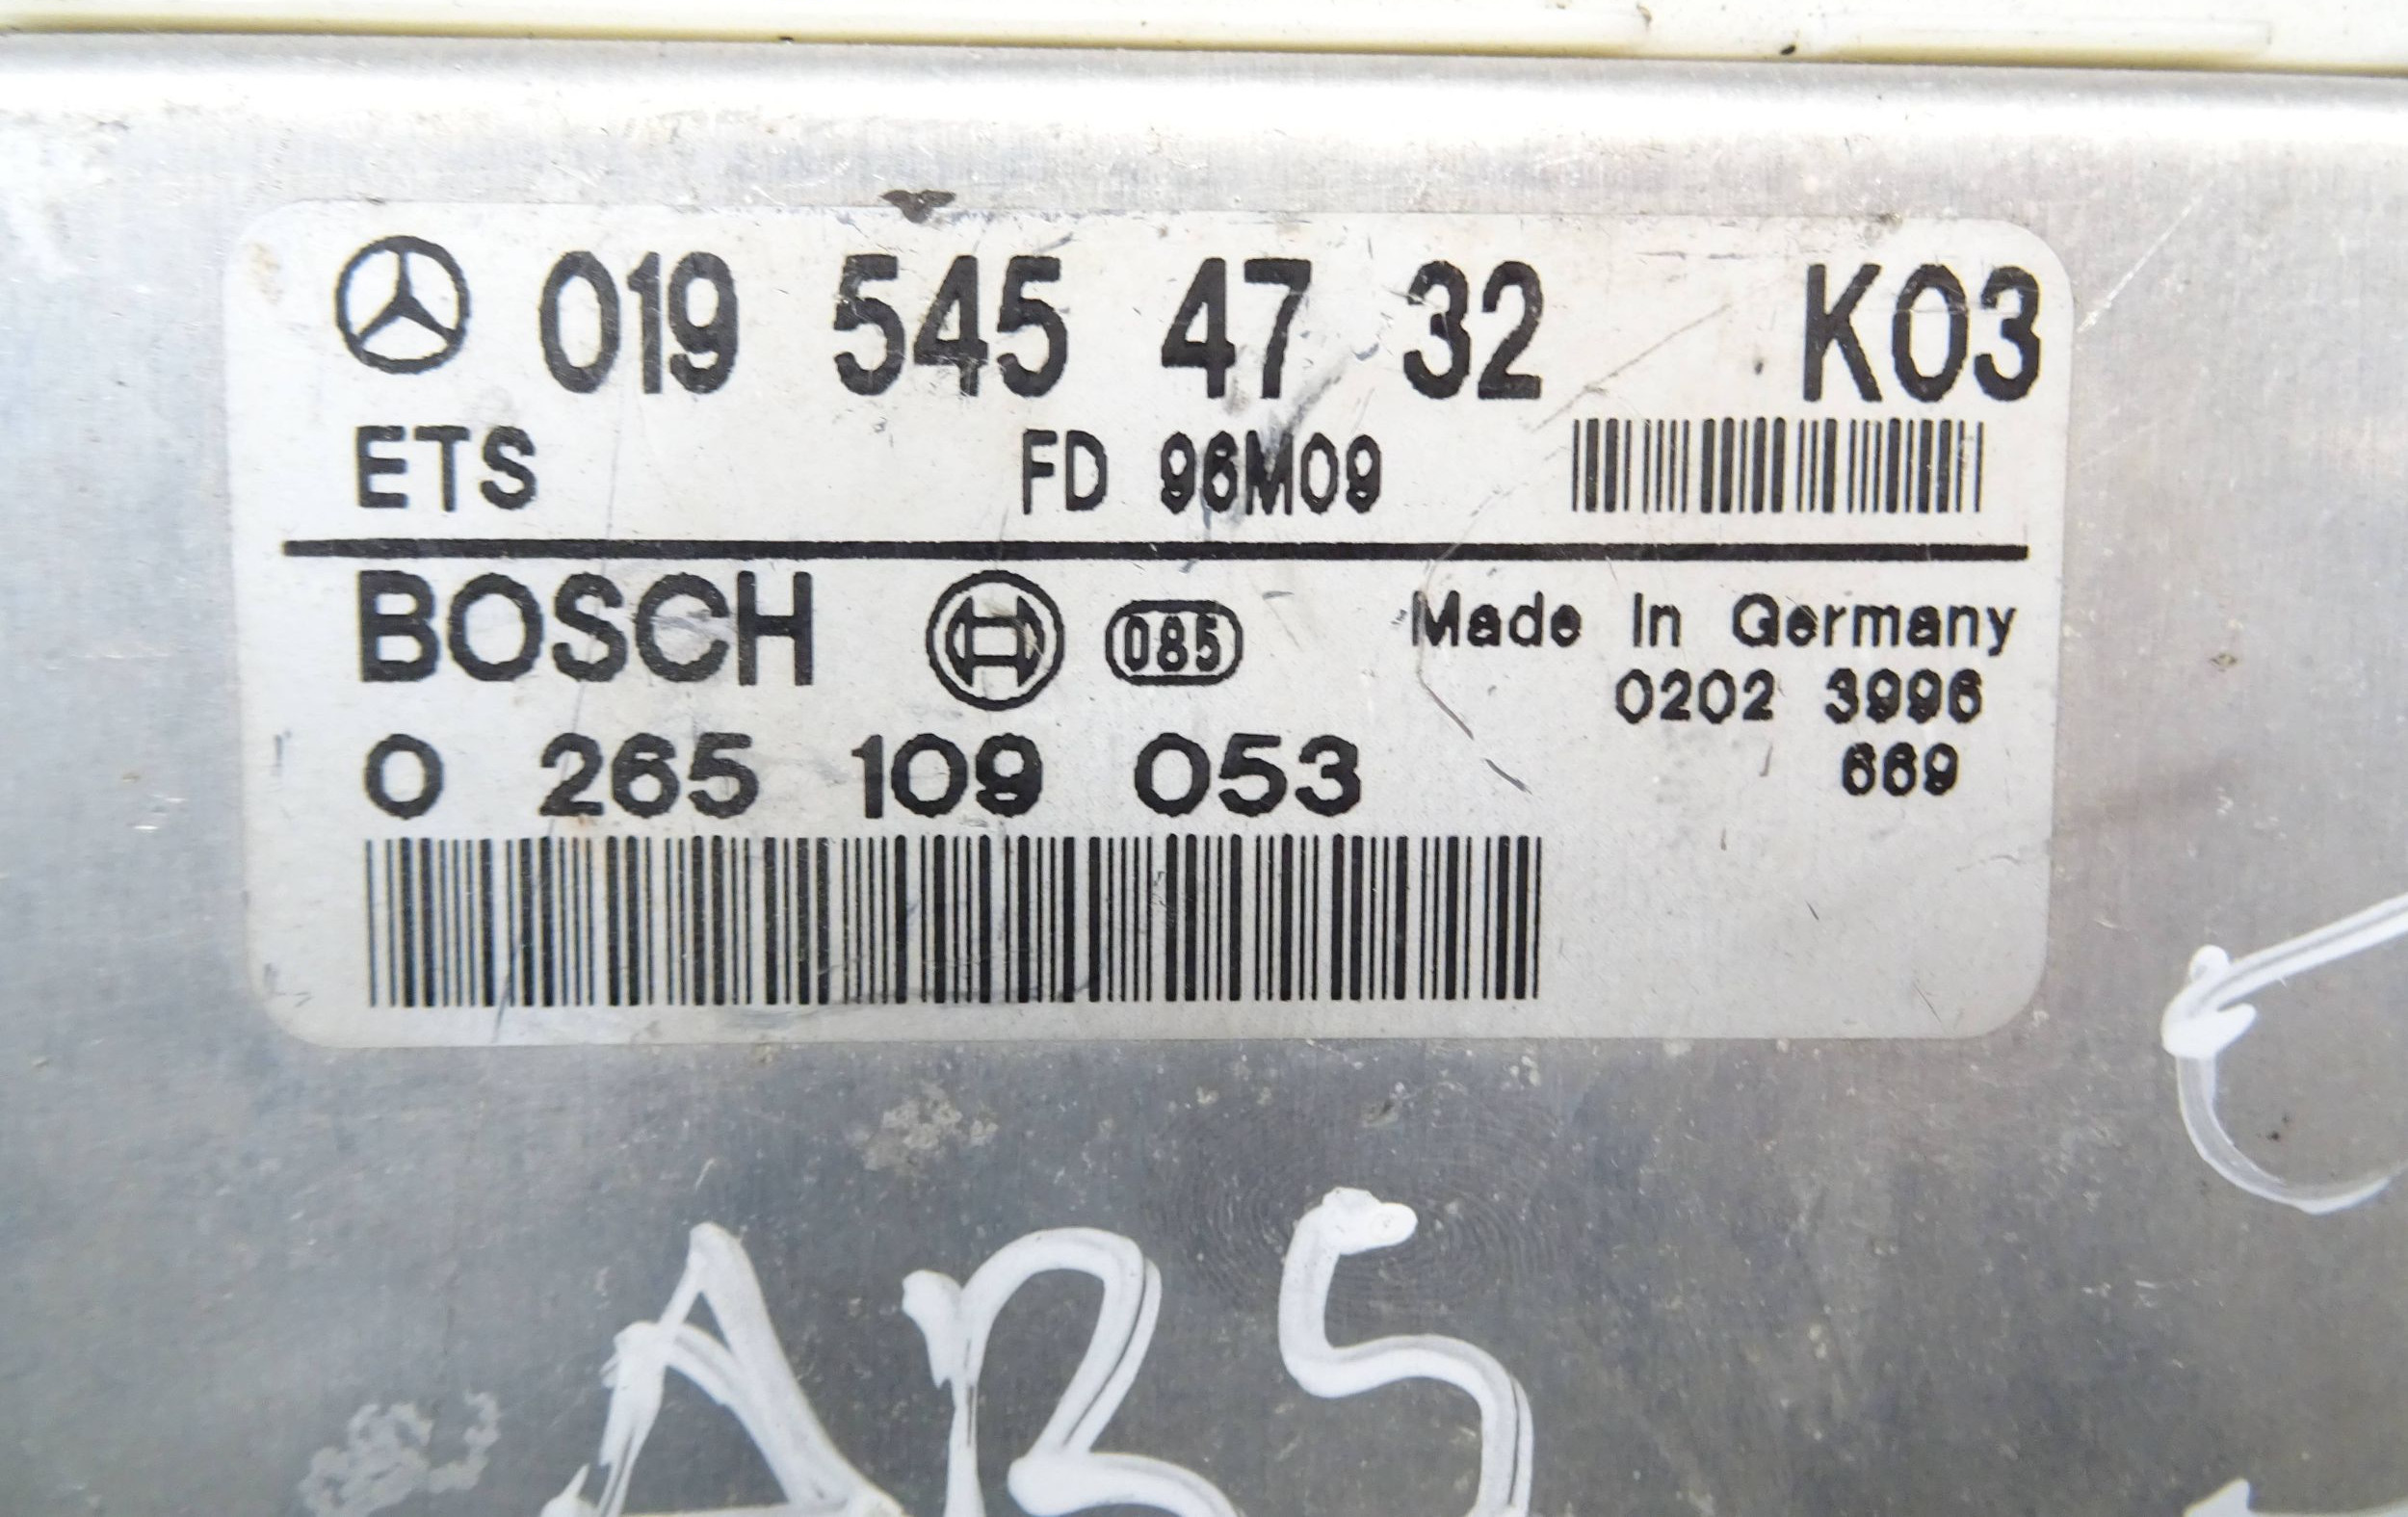 019 545 47 32 K03
ETS FD 96M09
BOSCH 085 Made In Germany
0202 3996
0 265 109 053 669
ABS